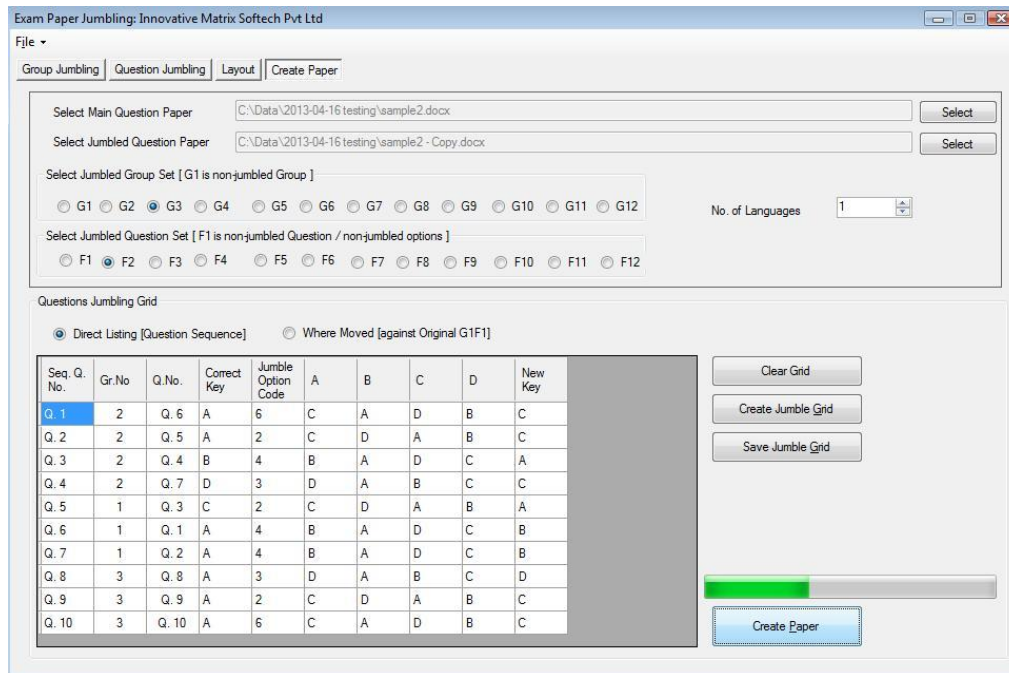 Exam Paper Jumbling: Innovative Matrix Softech Pvt Ltd
File
Group Jumbling Question Jumbling Layout Create Paper
Select Main Question Paper C:\Data\2013-04-16 testing\sample2.docx Select
Select Jumbled Question Paper C:\Data\2013-04-16 testing\sample2 - Copy.docx Select
Select Jumbled Group Set [ G1 is non-jumbled Group ]
G1 G2 G3 G4 G5 G6 G7 G8 G9 G10 G11 G12 No. of Languages 1
Select Jumbled Question Set [ F1 is non-jumbled Question / non-jumbled options ]
F1 F2 F3 F4 F5 F6 F7 F8 F9 F10 F11 F12
Questions Jumbling Grid
Direct Listing [Question Sequence] Where Moved [against Original G1F1]
Seq. Q. No. Gr.No Q.No. Correct Key Jumble Option Code A B C D New Key
Q. 1 2 Q. 6 A 6 C A D B C
Q. 2 2 Q. 5 A 2 C D A B C
Q. 3 2 Q. 4 B 4 B A D C A
Q. 4 2 Q. 7 D 3 D A B C C
Q. 5 1 Q. 3 C 2 C D A B A
Q. 6 1 Q. 1 A 4 B A D C B
Q. 7 1 Q. 2 A 4 B A D C B
Q. 8 3 Q. 8 A 3 D A B C D
Q. 9 3 Q. 9 A 2 C D A B C
Q. 10 3 Q. 10 A 6 C A D B C
Clear Grid
Create Jumble Grid
Save Jumble Grid
Create Paper